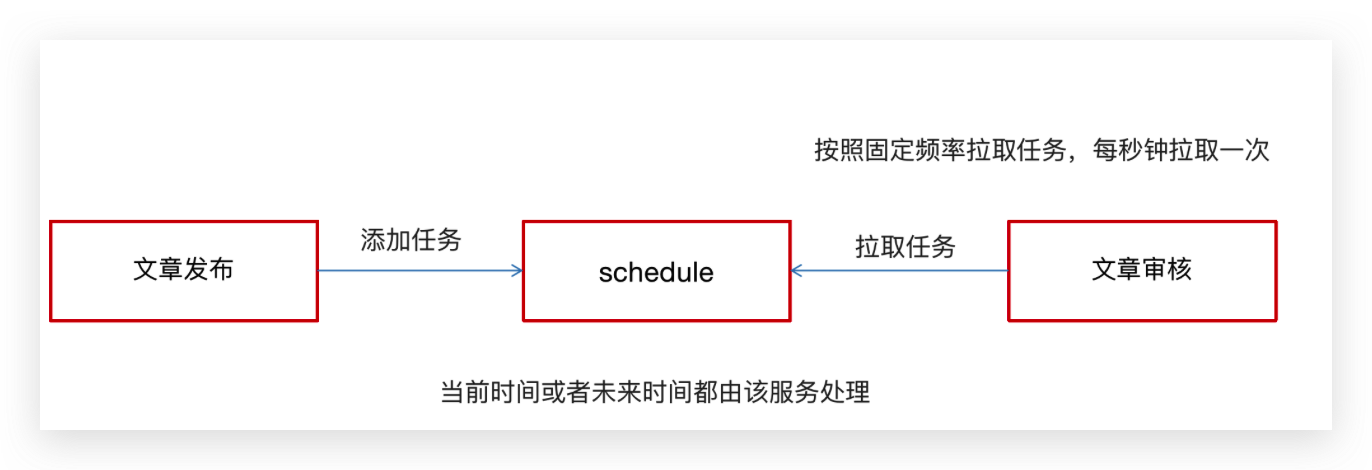 按照固定频率拉取任务，每秒钟拉取一次
添加任务
拉取任务
文章发布
schedule
文章审核
当前时间或者未来时间都由该服务处理